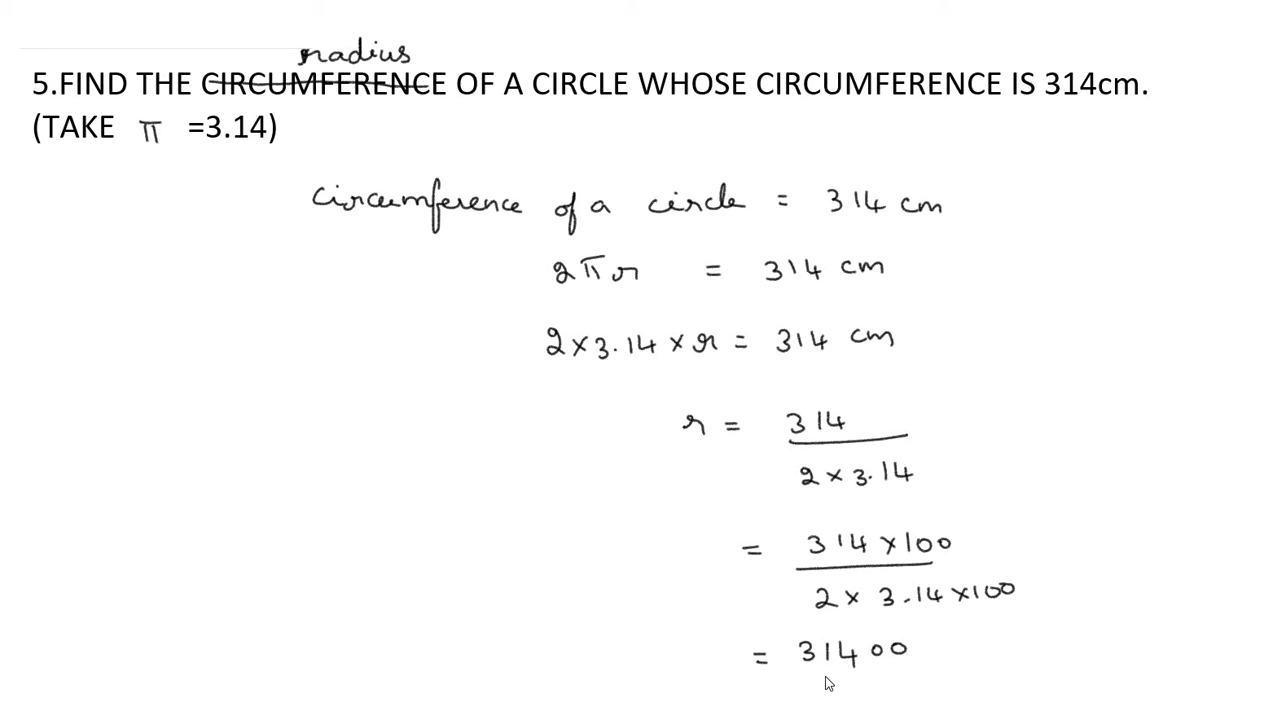 radius
5.FIND THE CIRCUMFERENCE OF A CIRCLE WHOSE CIRCUMFERENCE IS 314cm.
(TAKE π =3.14)
circumference of a circle = 314 cm
2πr = 314 cm
2×3.14×r = 314 cm
r = 314
2×3.14
= 314×100
2× 3.14×100
= 31400